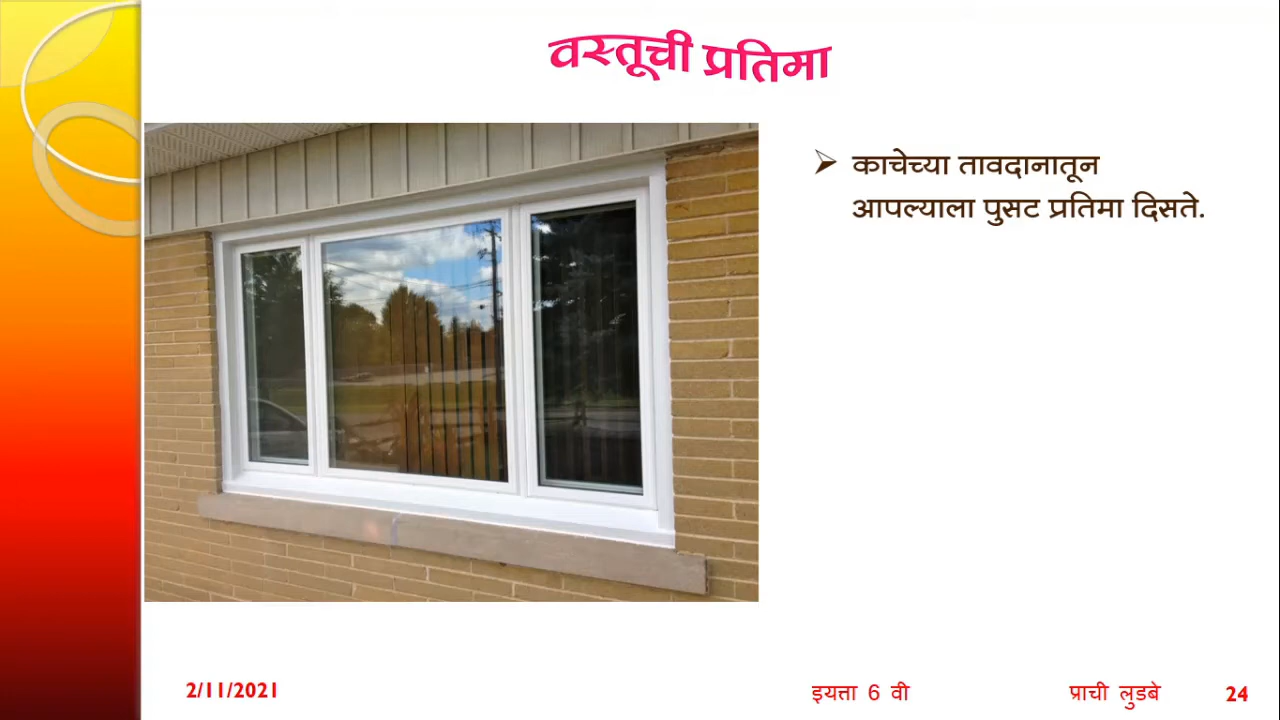 वस्तूची प्रतिमा
➢ काचेच्या तावदानातून
आपल्याला पुसट प्रतिमा दिसते.
2/11/2021 इयत्ता 6 वी प्राची लुडबे 24